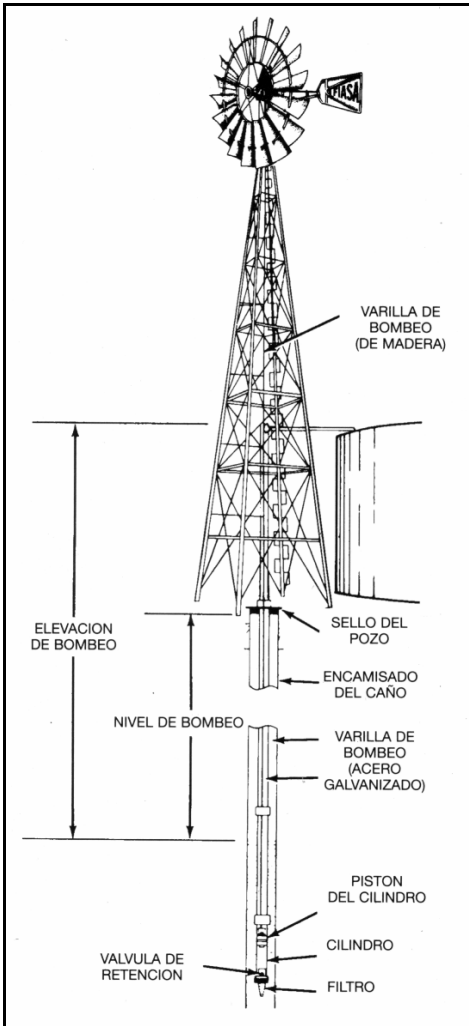 FIASA
VARILLA DE
BOMBEO
(DE MADERA)
SELLO DEL
POZO
ELEVACION
DE BOMBEO
ENCAMISADO
DEL CAÑO
NIVEL DE BOMBEO
VARILLA DE
BOMBEO
(ACERO
GALVANIZADO)
PISTON
DEL CILINDRO
CILINDRO
VALVULA DE
RETENCION
FILTRO